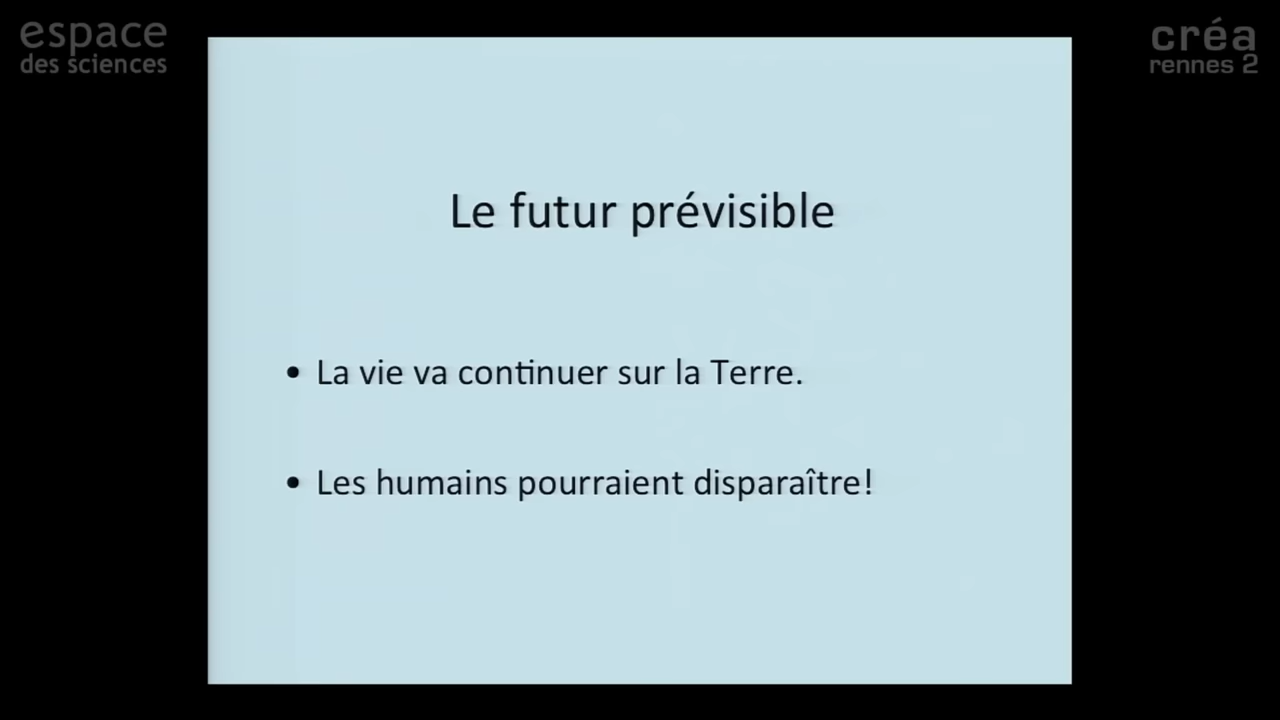 espace
des sciences
créa
rennes 2
Le futur prévisible
• La vie va continuer sur la Terre.
• Les humains pourraient disparaître!